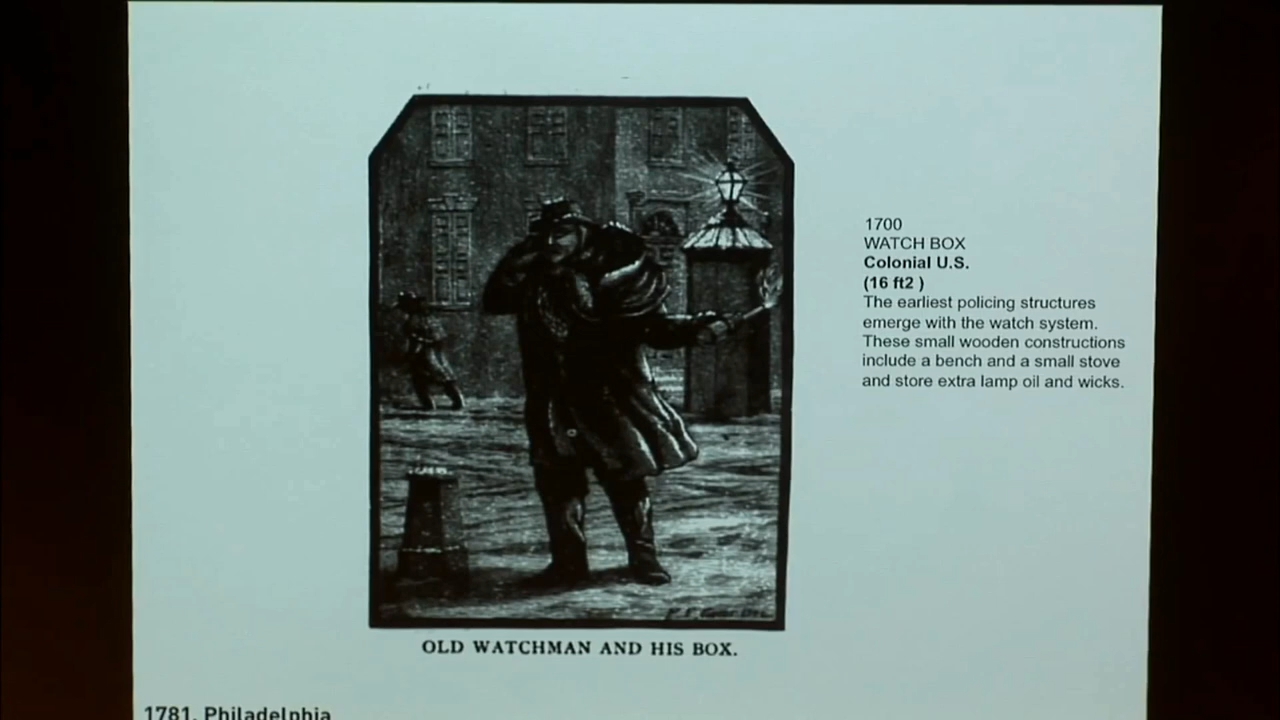 1700
WATCH BOX
Colonial U.S.
(16 ft2 )
The earliest policing structures
emerge with the watch system.
These small wooden constructions
include a bench and a small stove
and store extra lamp oil and wicks.
OLD WATCHMAN AND HIS BOX.
1781, Philadelphia